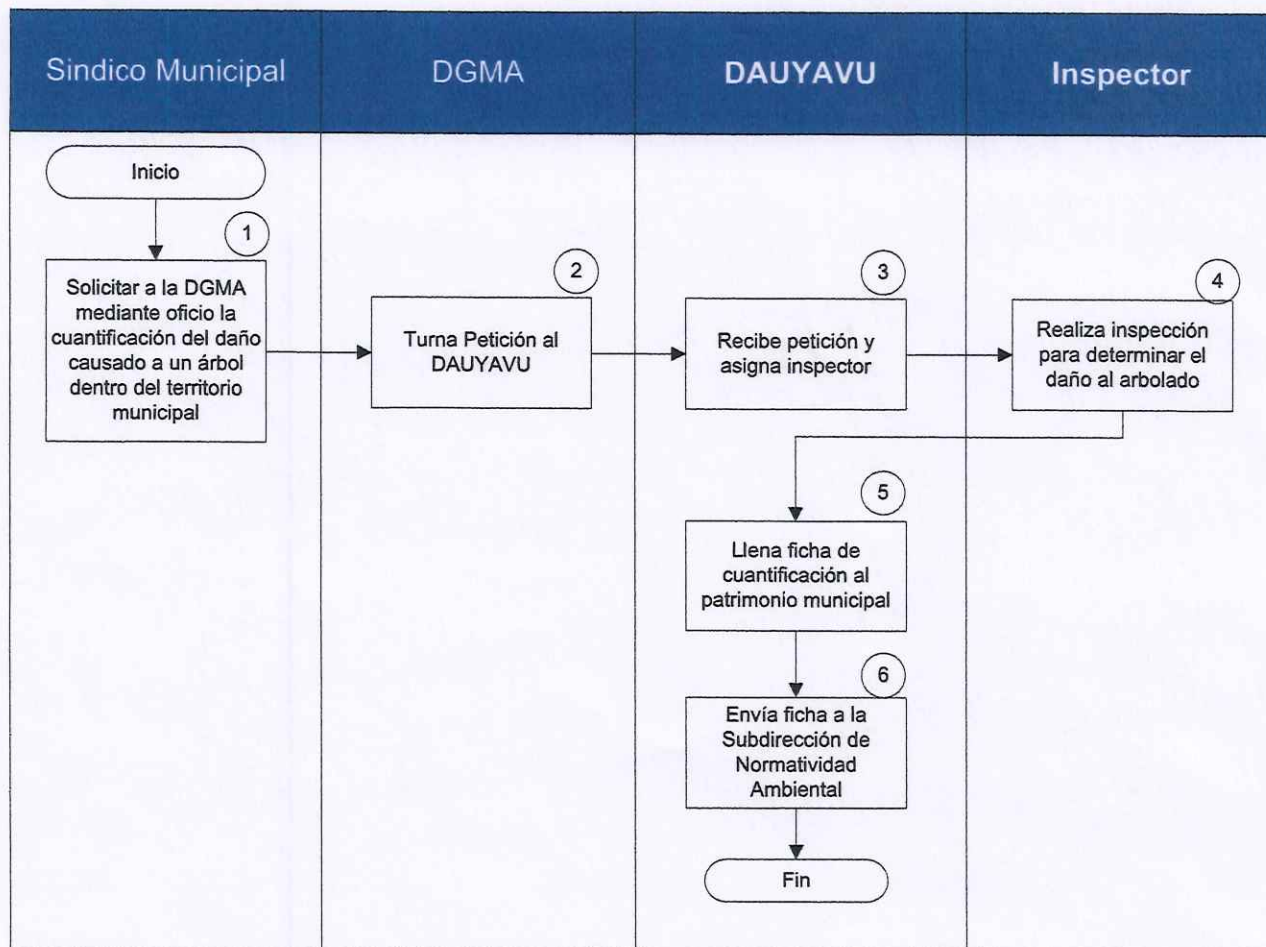 Sindico Municipal
DGMA
DAUYAVU
Inspector
Inicio
1
Solicitar a la DGMA
mediante oficio la
cuantificación del daño
causado a un árbol
dentro del territorio
municipal
2
Turna Petición al
DAUYAVU
3
Recibe petición y
asigna inspector
4
Realiza inspección
para determinar el
daño al arbolado
5
Llena ficha de
cuantificación al
patrimonio municipal
6
Envía ficha a la
Subdirección de
Normatividad
Ambiental
Fin